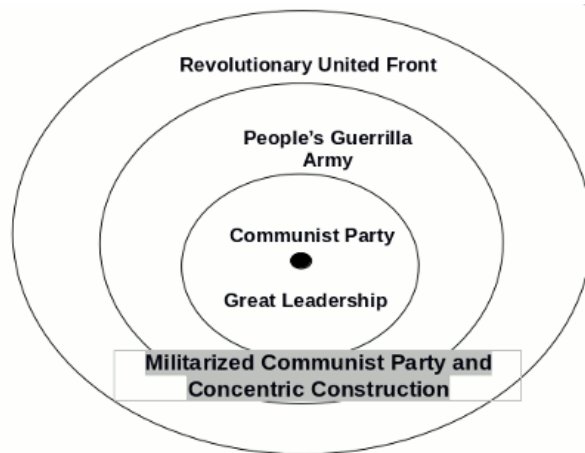 Revolutionary United Front
People's Guerrilla
Army
Communist Party
Great Leadership
Militarized Communist Party and
Concentric Construction